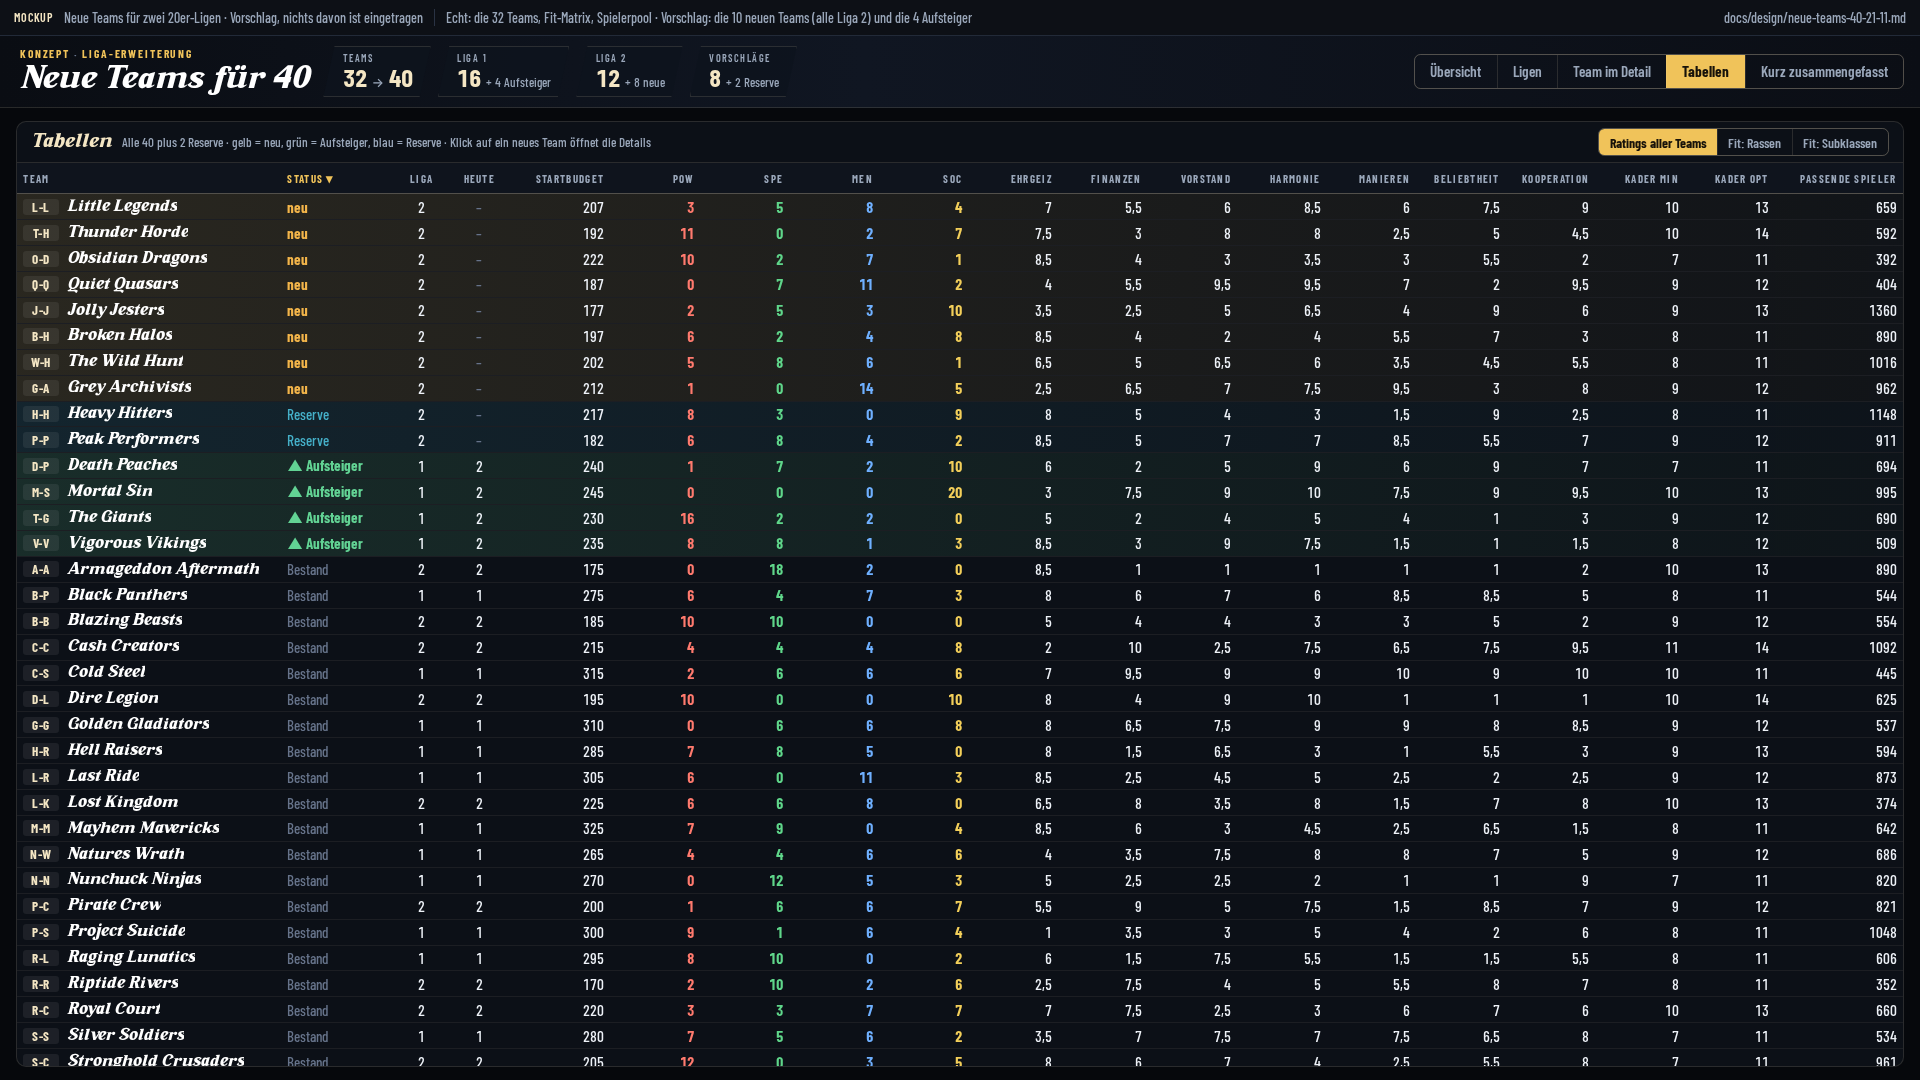 MOCKUP Neue Teams für zwei 20er-Ligen · Vorschlag, nichts davon ist eingetragen Echt: die 32 Teams, Fit-Matrix, Spielerpool · Vorschlag: die 10 neuen Teams (alle Liga 2) und die 4 Aufsteiger docs/design/neue-teams-40-21-11.md
KONZEPT · LIGA-ERWEITERUNG
Neue Teams für 40
TEAMS
32 → 40
LIGA 1
16 + 4 Aufsteiger
LIGA 2
12 + 8 neue
VORSCHLÄGE
8 + 2 Reserve
Übersicht Ligen Team im Detail Tabellen Kurz zusammengefasst
Tabellen Alle 40 plus 2 Reserve · gelb = neu, grün = Aufsteiger, blau = Reserve · Klick auf ein neues Team öffnet die Details Ratings aller Teams Fit: Rassen Fit: Subklassen
TEAM STATUS ▼ LIGA HEUTE STARTBUDGET POW SPE MEN SOC EHRGEIZ FINANZEN VORSTAND HARMONIE MANIEREN BELIEBTHEIT KOOPERATION KADER MIN KADER OPT PASSENDE SPIELER
L-L Little Legends neu 2 – 207 3 5 8 4 7 5,5 6 8,5 6 7,5 9 10 13 659
T-H Thunder Horde neu 2 – 192 11 0 2 7 7,5 3 8 8 2,5 5 4,5 10 14 592
O-D Obsidian Dragons neu 2 – 222 10 2 7 1 8,5 4 3 3,5 3 5,5 2 7 11 392
Q-Q Quiet Quasars neu 2 – 187 0 7 11 2 4 5,5 9,5 9,5 7 2 9,5 9 12 404
J-J Jolly Jesters neu 2 – 177 2 5 3 10 3,5 2,5 5 6,5 4 9 6 9 13 1360
B-H Broken Halos neu 2 – 197 6 2 4 8 8,5 4 2 4 5,5 7 3 8 11 890
W-H The Wild Hunt neu 2 – 202 5 8 6 1 6,5 5 6,5 6 3,5 4,5 5,5 8 11 1016
G-A Grey Archivists neu 2 – 212 1 0 14 5 2,5 6,5 7 7,5 9,5 3 8 9 12 962
H-H Heavy Hitters Reserve 2 – 217 8 3 0 9 8 5 4 3 1,5 9 2,5 8 11 1148
P-P Peak Performers Reserve 2 – 182 6 8 4 2 8,5 5 7 7 8,5 5,5 7 9 12 911
D-P Death Peaches ▲ Aufsteiger 1 2 240 1 7 2 10 6 2 5 9 6 9 7 7 11 694
M-S Mortal Sin ▲ Aufsteiger 1 2 245 0 0 0 20 3 7,5 9 10 7,5 9 9,5 10 13 995
T-G The Giants ▲ Aufsteiger 1 2 230 16 2 2 0 5 2 4 5 4 1 3 9 12 690
V-V Vigorous Vikings ▲ Aufsteiger 1 2 235 8 8 1 3 8,5 3 9 7,5 1,5 1 1,5 8 12 509
A-A Armageddon Aftermath Bestand 2 2 175 0 18 2 0 8,5 1 1 1 1 1 2 10 13 890
B-P Black Panthers Bestand 1 1 275 6 4 7 3 8 6 7 6 8,5 8,5 5 8 11 544
B-B Blazing Beasts Bestand 2 2 185 10 10 0 0 5 4 4 3 3 5 2 9 12 554
C-C Cash Creators Bestand 2 2 215 4 4 4 8 2 10 2,5 7,5 6,5 7,5 9,5 11 14 1092
C-S Cold Steel Bestand 1 1 315 2 6 6 6 7 9,5 9 9 10 9 10 10 11 445
D-L Dire Legion Bestand 2 2 195 10 0 0 10 8 4 9 10 1 1 1 10 14 625
G-G Golden Gladiators Bestand 1 1 310 0 6 6 8 8 6,5 7,5 9 9 8 8,5 9 12 537
H-R Hell Raisers Bestand 1 1 285 7 8 5 0 8 1,5 6,5 3 1 5,5 3 9 13 594
L-R Last Ride Bestand 1 1 305 6 0 11 3 8,5 2,5 4,5 5 2,5 2 2,5 9 12 873
L-K Lost Kingdom Bestand 2 2 225 6 6 8 0 6,5 8 3,5 8 1,5 7 8 10 13 374
M-M Mayhem Mavericks Bestand 1 1 325 7 9 0 4 8,5 6 3 4,5 2,5 6,5 1,5 8 11 642
N-W Natures Wrath Bestand 1 1 265 4 4 6 6 4 3,5 7,5 8 8 7 5 9 12 686
N-N Nunchuck Ninjas Bestand 1 1 270 0 12 5 3 5 2,5 2,5 2 1 1 9 7 11 820
P-C Pirate Crew Bestand 2 2 200 1 6 6 7 5,5 9 5 7,5 1,5 8,5 7 9 12 821
P-S Project Suicide Bestand 1 1 300 9 1 6 4 1 3,5 3 5 4 2 6 8 11 1048
R-L Raging Lunatics Bestand 1 1 295 8 10 0 2 6 1,5 7,5 5,5 1,5 1,5 5,5 8 11 606
R-R Riptide Rivers Bestand 2 2 170 2 10 2 6 2,5 7,5 4 5 5,5 8 7 8 11 352
R-C Royal Court Bestand 2 2 220 3 3 7 7 7 7,5 2,5 3 6 7 6 10 13 660
S-S Silver Soldiers Bestand 1 1 280 7 5 6 2 3,5 7 7,5 7 7,5 6,5 8 9 11 534
S-C Stronghold Crusaders Bestand 2 2 205 12 0 3 5 8 6 7 4 2,5 5,5 8 7 11 961